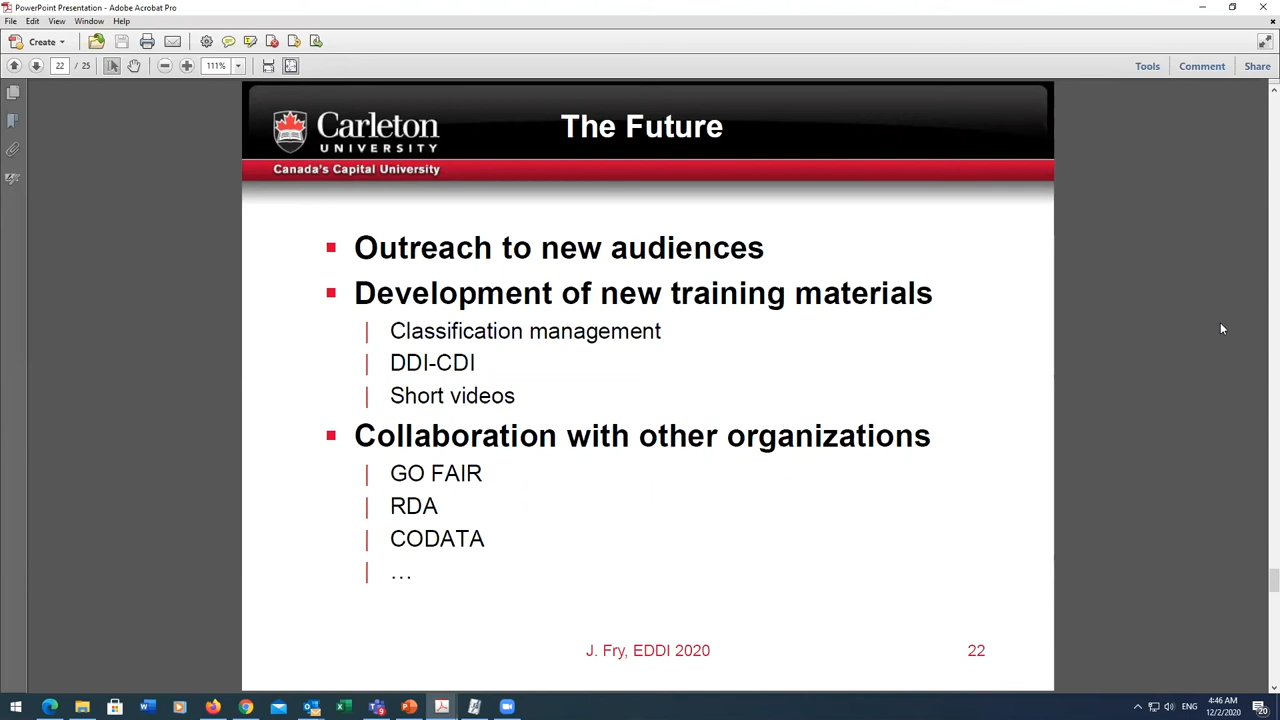 PowerPoint Presentation - Adobe Acrobat Pro
File Edit View Window Help
Create
22 / 25 111% Tools Comment Share
Carleton
UNIVERSITY
Canada's Capital University
The Future
Outreach to new audiences
Development of new training materials
Classification management
DDI-CDI
Short videos
Collaboration with other organizations
GO FAIR
RDA
CODATA
…
J. Fry, EDDI 2020 22
ENG 4:46 AM
12/2/2020 20